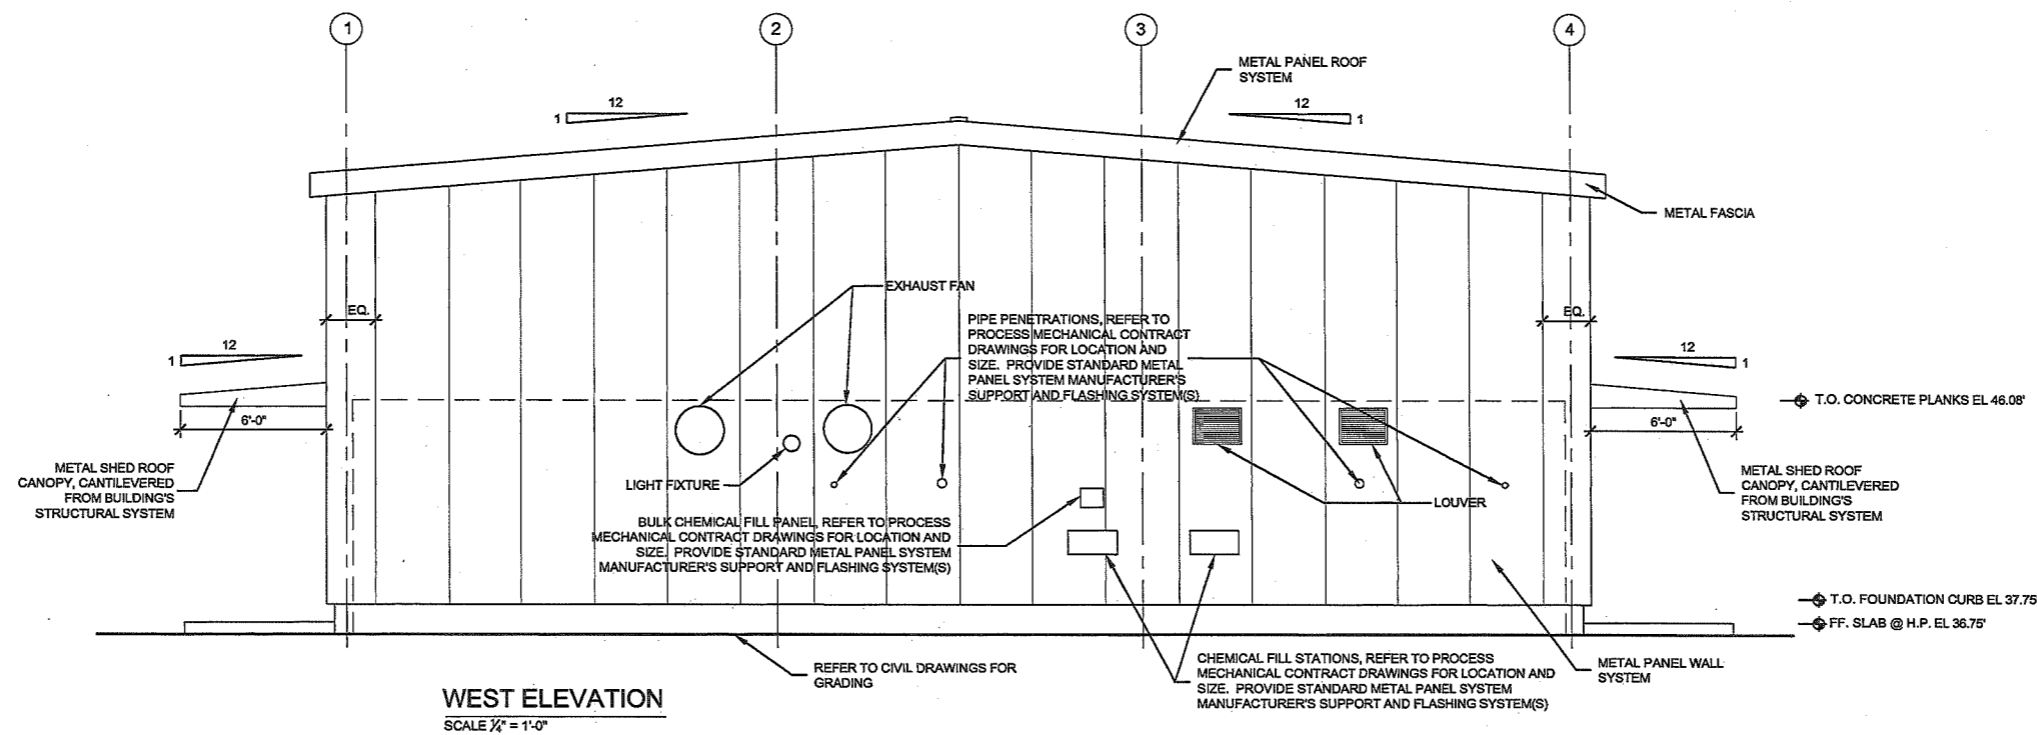 1
2
3
4
METAL PANEL ROOF
SYSTEM
12
1
12
1
METAL FASCIA
EXHAUST FAN
EQ.
EQ.
PIPE PENETRATIONS, REFER TO
PROCESS MECHANICAL CONTRACT
DRAWINGS FOR LOCATION AND
SIZE. PROVIDE STANDARD METAL
PANEL SYSTEM MANUFACTURER'S
SUPPORT AND FLASHING SYSTEM(S)
12
1
12
1
T.O. CONCRETE PLANKS EL 46.08'
6'-0"
6'-0"
METAL SHED ROOF
CANOPY, CANTILEVERED
FROM BUILDING'S
STRUCTURAL SYSTEM
LIGHT FIXTURE
LOUVER
METAL SHED ROOF
CANOPY, CANTILEVERED
FROM BUILDING'S
STRUCTURAL SYSTEM
BULK CHEMICAL FILL PANEL, REFER TO PROCESS
MECHANICAL CONTRACT DRAWINGS FOR LOCATION AND
SIZE. PROVIDE STANDARD METAL PANEL SYSTEM
MANUFACTURER'S SUPPORT AND FLASHING SYSTEM(S)
T.O. FOUNDATION CURB EL 37.75
FF. SLAB @ H.P. EL 36.75'
REFER TO CIVIL DRAWINGS FOR
GRADING
CHEMICAL FILL STATIONS, REFER TO PROCESS
MECHANICAL CONTRACT DRAWINGS FOR LOCATION AND
SIZE. PROVIDE STANDARD METAL PANEL SYSTEM
MANUFACTURER'S SUPPORT AND FLASHING SYSTEM(S)
METAL PANEL WALL
SYSTEM
WEST ELEVATION
SCALE ¼" = 1'-0"